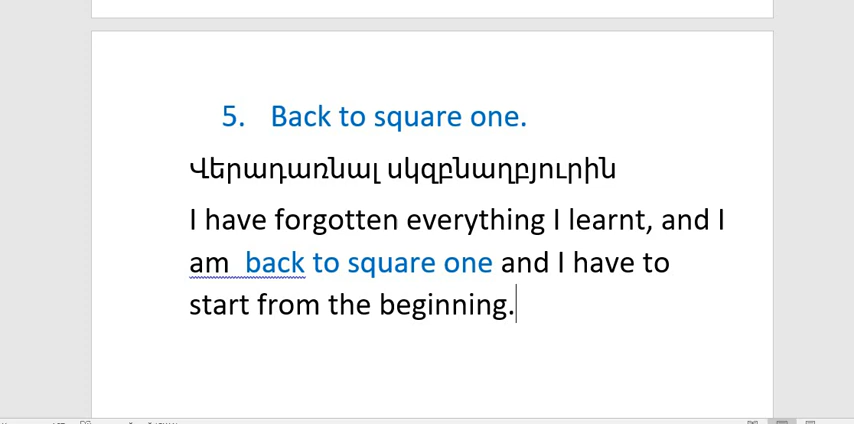 5. Back to square one.
Վերադառնալ սկզբնաղբյուրին
I have forgotten everything I learnt, and I
am back to square one and I have to
start from the beginning.